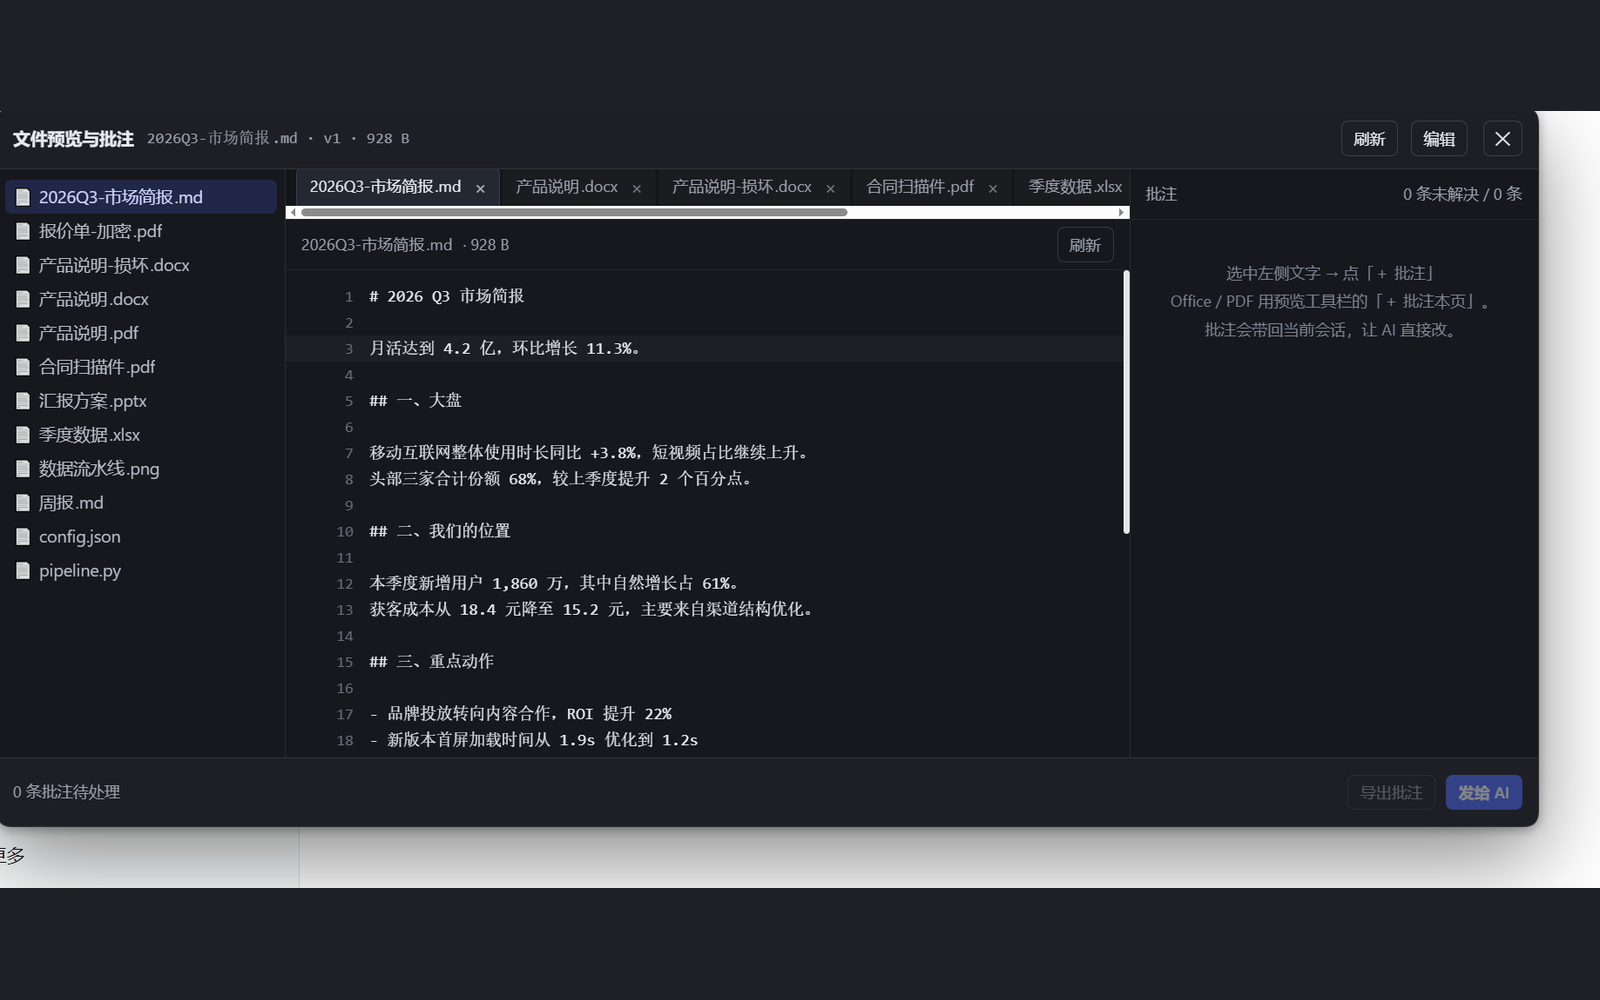 文件预览与批注 2026Q3-市场简报.md · v1 · 928 B
刷新 编辑
2026Q3-市场简报.md
报价单-加密.pdf
产品说明-损坏.docx
产品说明.docx
产品说明.pdf
合同扫描件.pdf
汇报方案.pptx
季度数据.xlsx
数据流水线.png
周报.md
config.json
pipeline.py
2026Q3-市场简报.md × 产品说明.docx × 产品说明-损坏.docx × 合同扫描件.pdf × 季度数据.xlsx
2026Q3-市场简报.md · 928 B 刷新
1 # 2026 Q3 市场简报
2
3 月活达到 4.2 亿，环比增长 11.3%。
4
5 ## 一、大盘
6
7 移动互联网整体使用时长同比 +3.8%，短视频占比继续上升。
8 头部三家合计份额 68%，较上季度提升 2 个百分点。
9
10 ## 二、我们的位置
11
12 本季度新增用户 1,860 万，其中自然增长占 61%。
13 获客成本从 18.4 元降至 15.2 元，主要来自渠道结构优化。
14
15 ## 三、重点动作
16
17 - 品牌投放转向内容合作，ROI 提升 22%
18 - 新版本首屏加载时间从 1.9s 优化到 1.2s
批注 0 条未解决 / 0 条
选中左侧文字 → 点「+ 批注」
Office / PDF 用预览工具栏的「+ 批注本页」。
批注会带回当前会话，让 AI 直接改。
0 条批注待处理
导出批注 发给 AI
更多